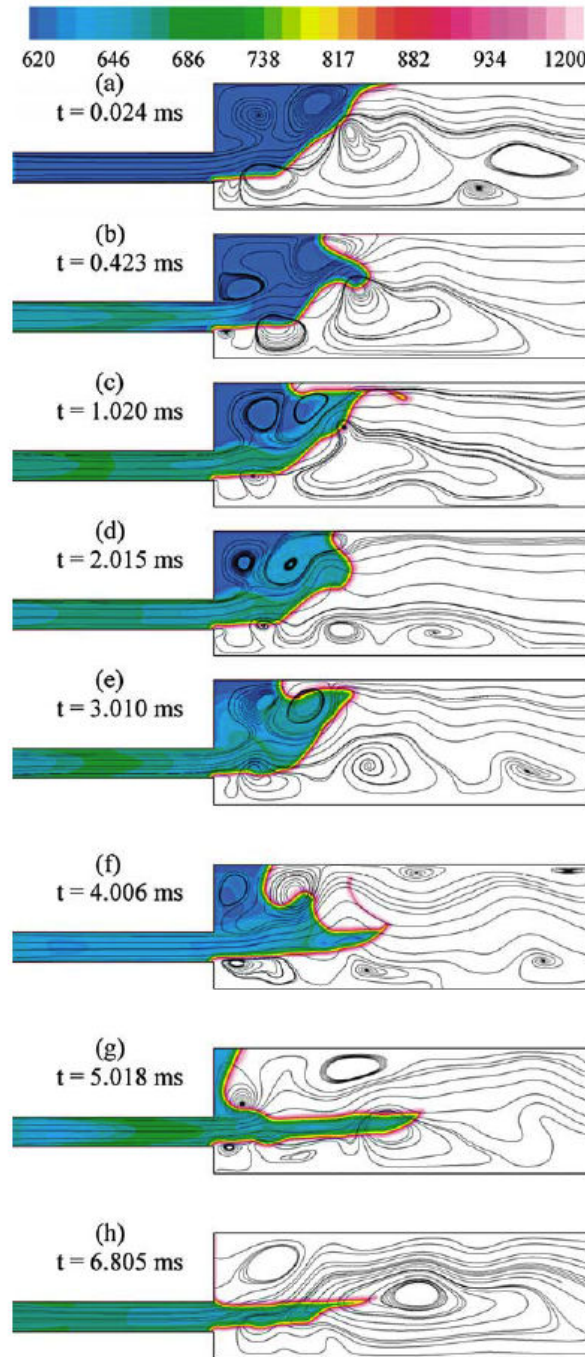 620 646 686 738 817 882 934 1200
(a)
t = 0.024 ms
(b)
t = 0.423 ms
(c)
t = 1.020 ms
(d)
t = 2.015 ms
(e)
t = 3.010 ms
(f)
t = 4.006 ms
(g)
t = 5.018 ms
(h)
t = 6.805 ms